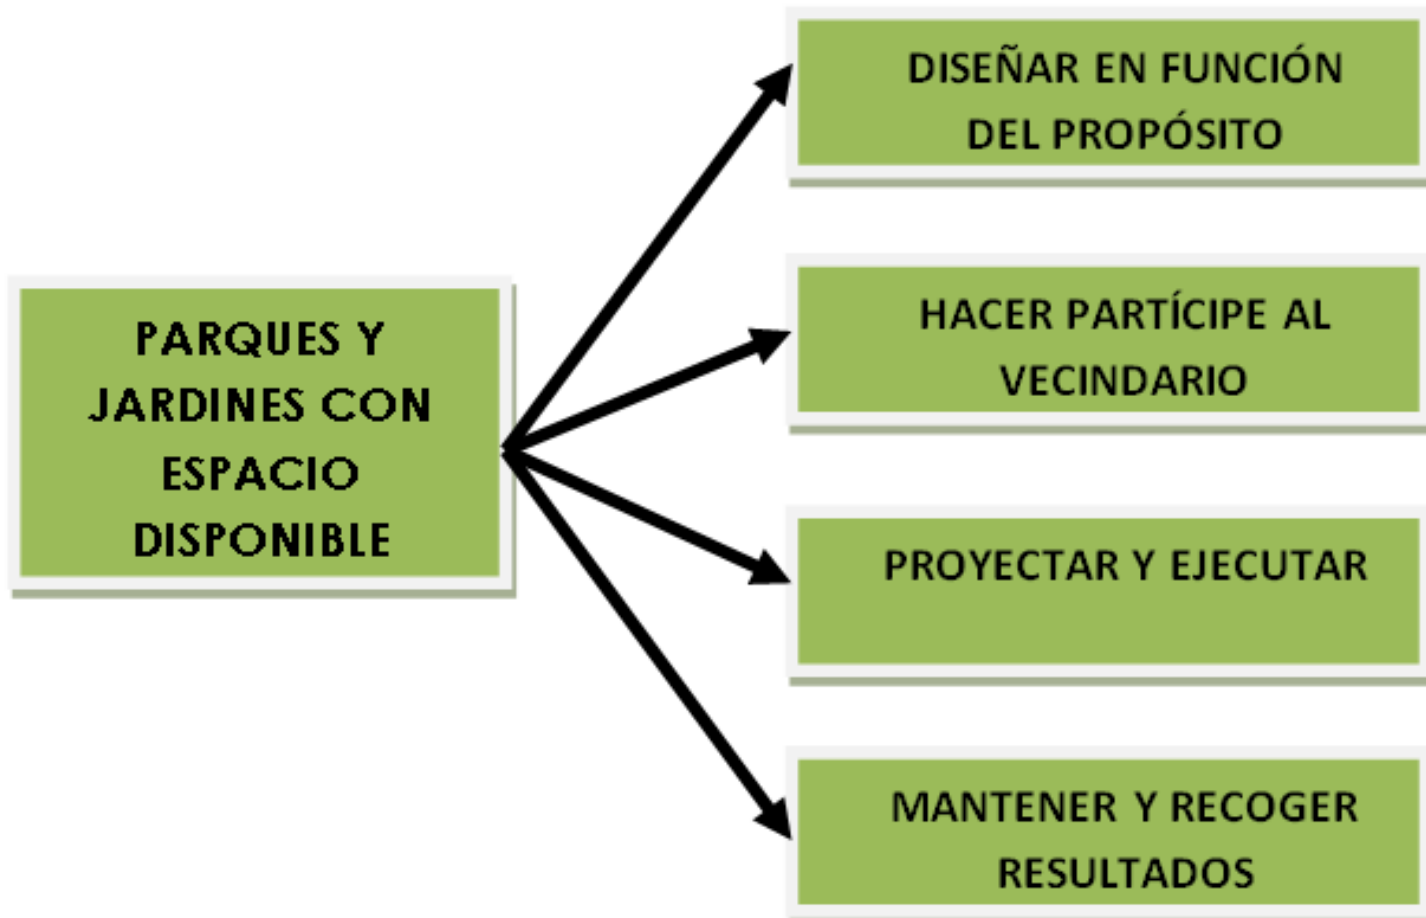 PARQUES Y
JARDINES CON
ESPACIO
DISPONIBLE
DISEÑAR EN FUNCIÓN
DEL PROPÓSITO
HACER PARTÍCIPE AL
VECINDARIO
PROYECTAR Y EJECUTAR
MANTENER Y RECOGER
RESULTADOS